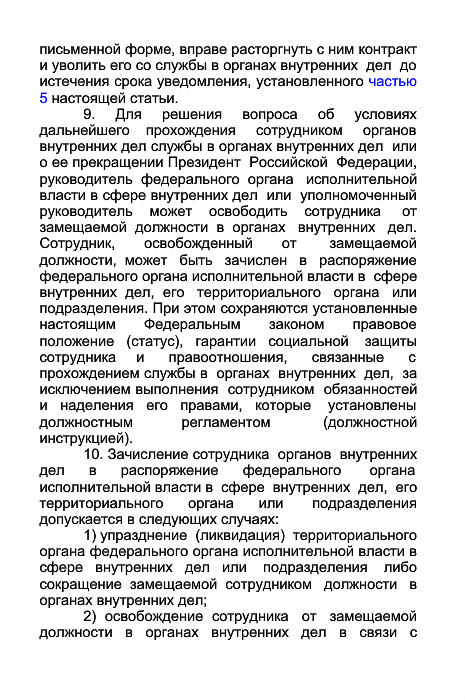 письменной форме, вправе расторгнуть с ним контракт
и уволить его со службы в органах внутренних дел до
истечения срока уведомления, установленного частью
5 настоящей статьи.
9. Для решения вопроса об условиях
дальнейшего прохождения сотрудником органов
внутренних дел службы в органах внутренних дел или
о ее прекращении Президент Российской Федерации,
руководитель федерального органа исполнительной
власти в сфере внутренних дел или уполномоченный
руководитель может освободить сотрудника от
замещаемой должности в органах внутренних дел.
Сотрудник, освобожденный от замещаемой
должности, может быть зачислен в распоряжение
федерального органа исполнительной власти в сфере
внутренних дел, его территориального органа или
подразделения. При этом сохраняются установленные
настоящим Федеральным законом правовое
положение (статус), гарантии социальной защиты
сотрудника и правоотношения, связанные с
прохождением службы в органах внутренних дел, за
исключением выполнения сотрудником обязанностей
и наделения его правами, которые установлены
должностным регламентом (должностной
инструкцией).
10. Зачисление сотрудника органов внутренних
дел в распоряжение федерального органа
исполнительной власти в сфере внутренних дел, его
территориального органа или подразделения
допускается в следующих случаях:
1) упразднение (ликвидация) территориального
органа федерального органа исполнительной власти в
сфере внутренних дел или подразделения либо
сокращение замещаемой сотрудником должности в
органах внутренних дел;
2) освобождение сотрудника от замещаемой
должности в органах внутренних дел в связи с